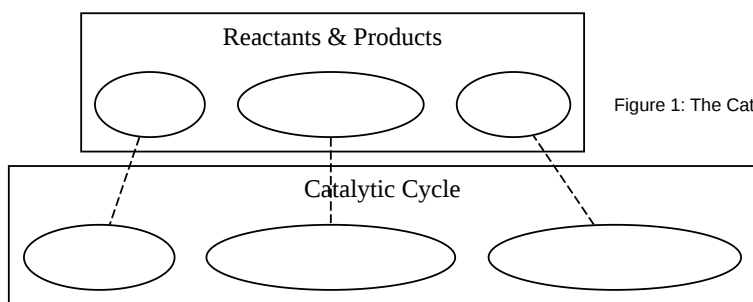 Reactants & Products
Figure 1: The Cat
Catalytic Cycle